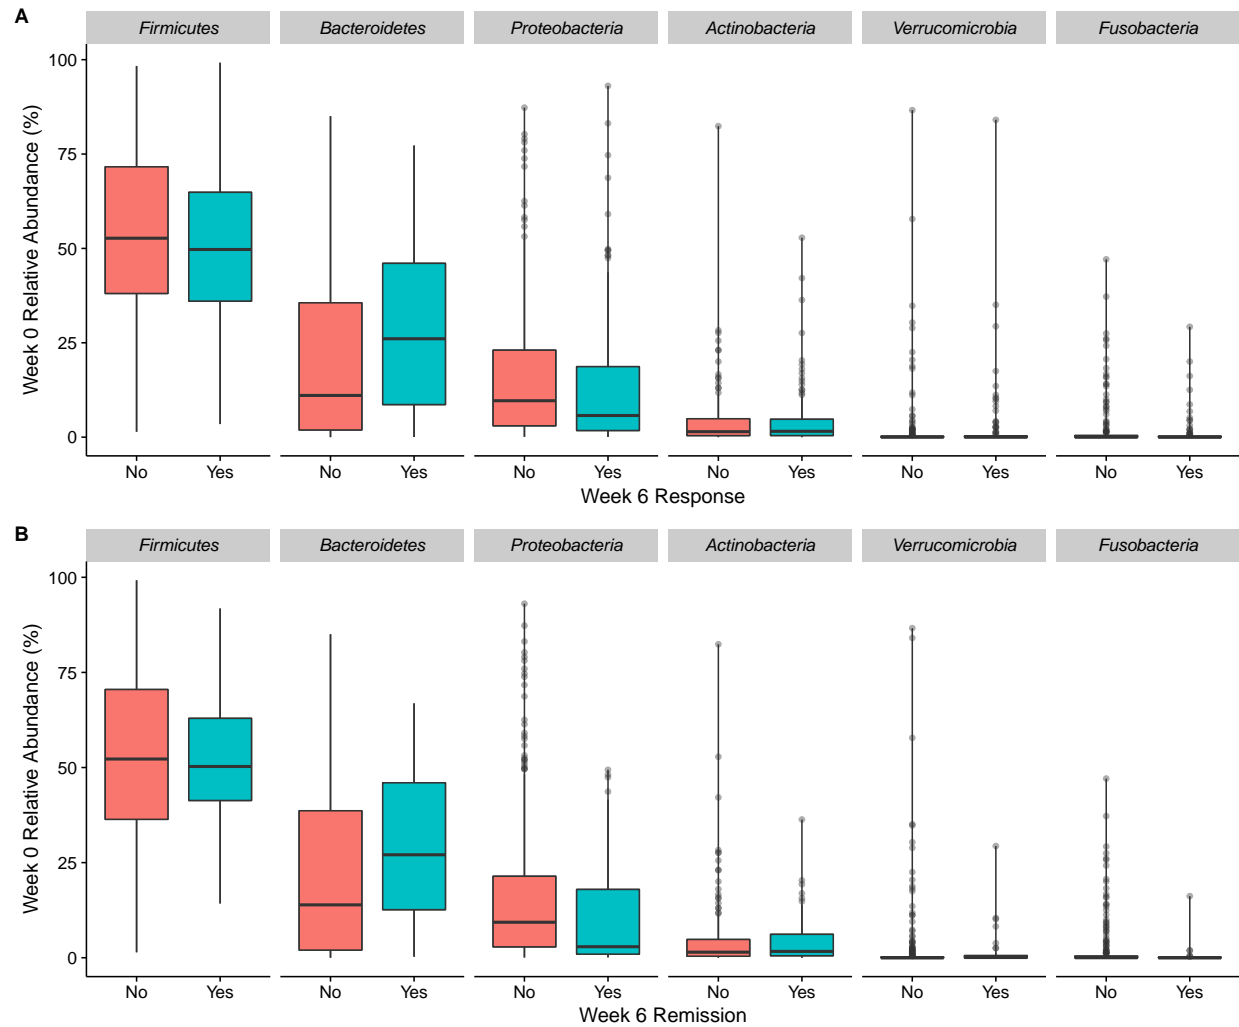 A
Firmicutes Bacteroidetes Proteobacteria Actinobacteria Verrucomicrobia Fusobacteria
Week 0 Relative Abundance (%)
100
75
50
25
0
No Yes No Yes No Yes No Yes No Yes No Yes
Week 6 Response
B
Firmicutes Bacteroidetes Proteobacteria Actinobacteria Verrucomicrobia Fusobacteria
Week 0 Relative Abundance (%)
100
75
50
25
0
No Yes No Yes No Yes No Yes No Yes No Yes
Week 6 Remission